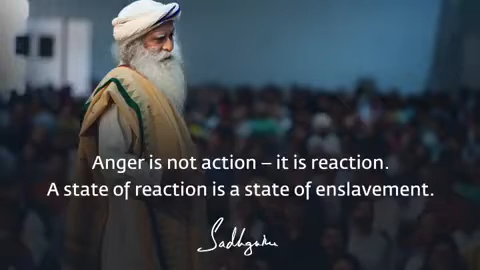 Anger is not action – it is reaction.
A state of reaction is a state of enslavement.
Sadhguru